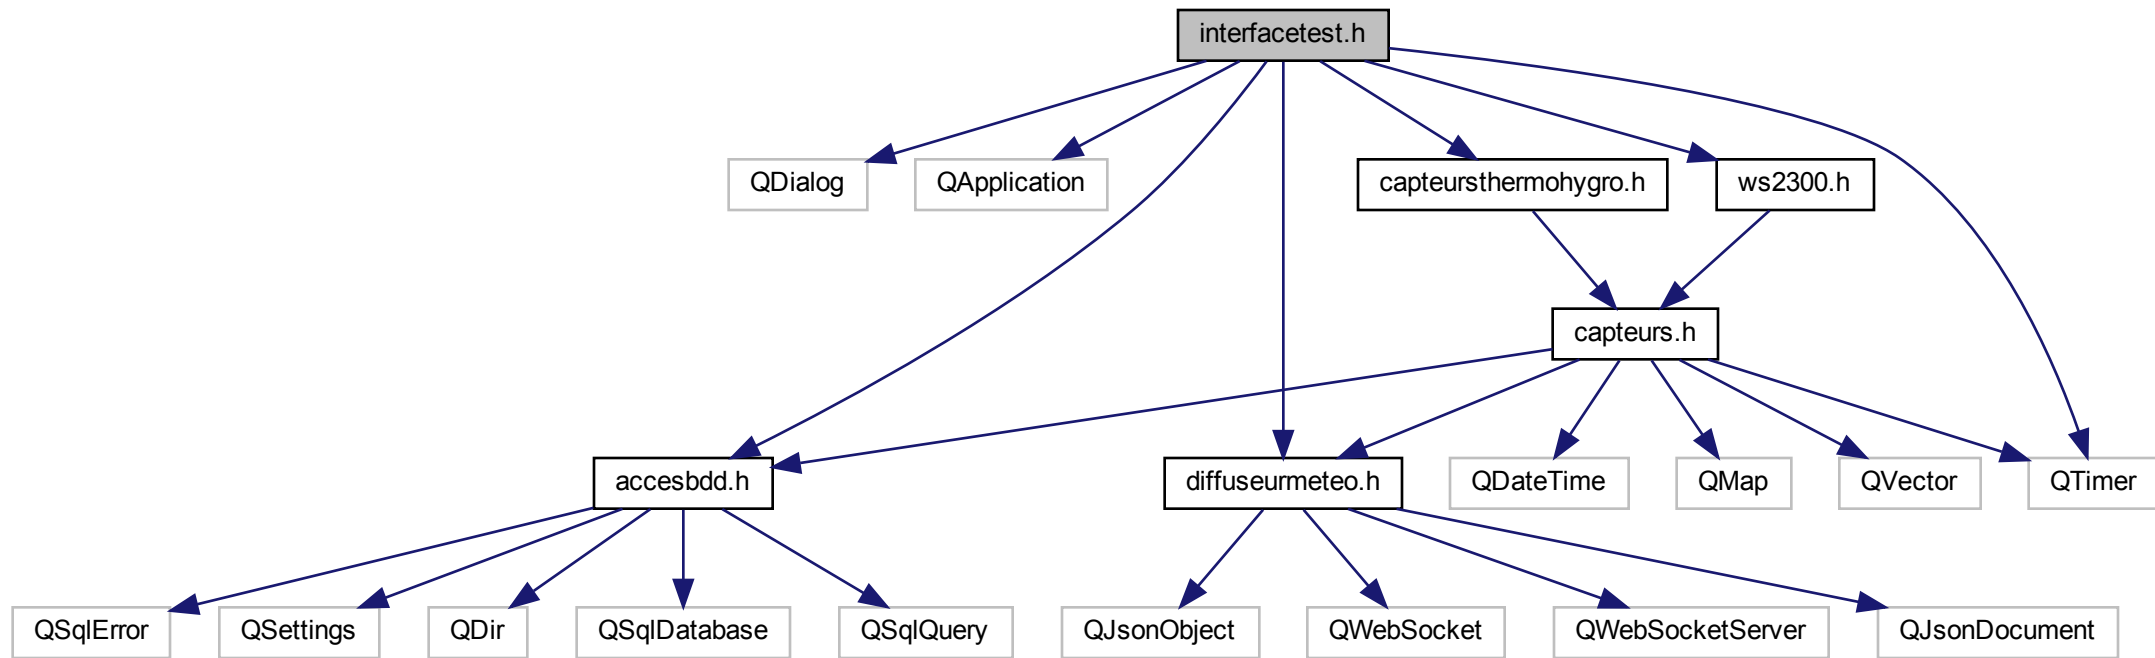 interfacetest.h
QDialog
QApplication
capteursthermohygro.h
ws2300.h
capteurs.h
accesbdd.h
diffuseurmeteo.h
QDateTime
QMap
QVector
QTimer
QSqlError
QSettings
QDir
QSqlDatabase
QSqlQuery
QJsonObject
QWebSocket
QWebSocketServer
QJsonDocument